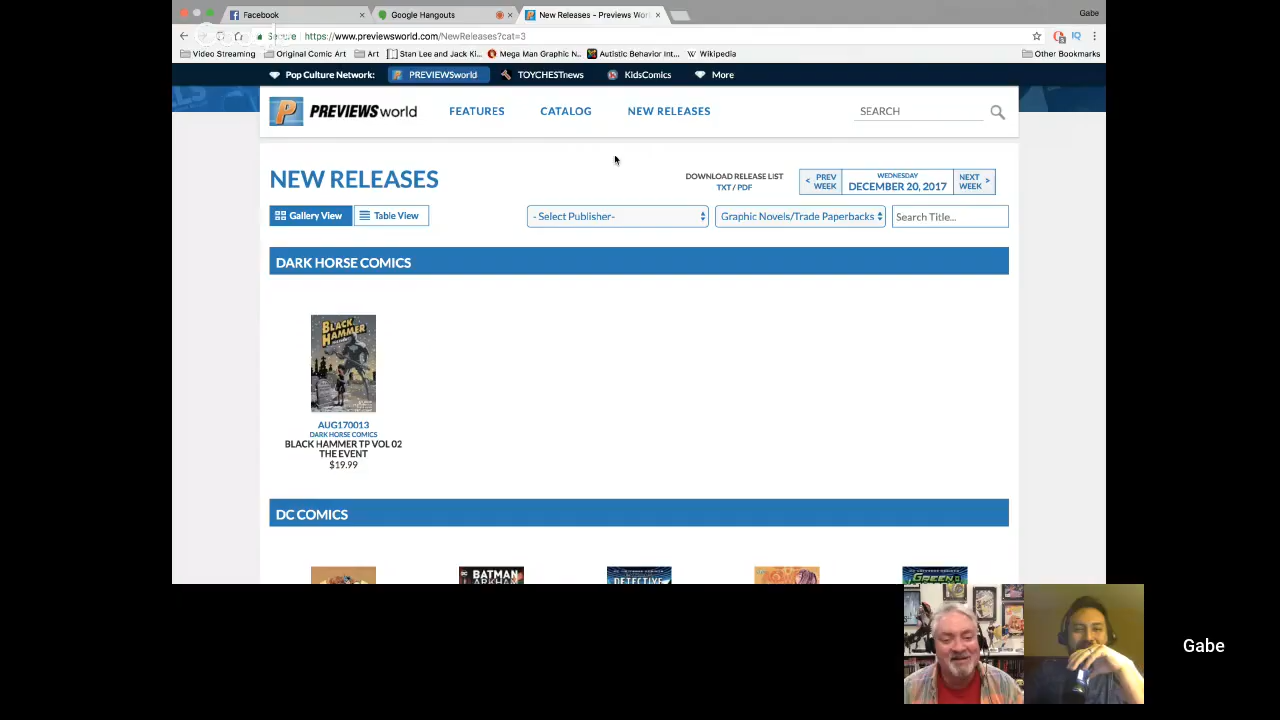 Facebook
Google Hangouts
New Releases - Previews Worl
Gabe
Secure
https://www.previewsworld.com/NewReleases?cat=3
Video Streaming
Original Comic Art
Art
Stan Lee and Jack Ki...
Mega Man Graphic N...
Autistic Behavior Int...
Wikipedia
Other Bookmarks
Pop Culture Network:
PREVIEWSworld
TOYCHESTnews
KidsComics
More
PREVIEWSworld
FEATURES
CATALOG
NEW RELEASES
SEARCH
NEW RELEASES
DOWNLOAD RELEASE LIST
TXT / PDF
< PREV WEEK
WEDNESDAY
DECEMBER 20, 2017
NEXT WEEK >
Gallery View
Table View
- Select Publisher-
Graphic Novels/Trade Paperbacks
Search Title...
DARK HORSE COMICS
BLACK
HAMMER
AUG170013
DARK HORSE COMICS
BLACK HAMMER TP VOL 02
THE EVENT
$19.99
DC COMICS
BATMAN
ARKHAM
DETECTIVE
GREEN
Gabe